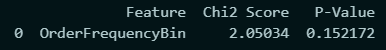 Feature Chi2 Score P-Value
0 OrderFrequencyBin 2.05034 0.152172